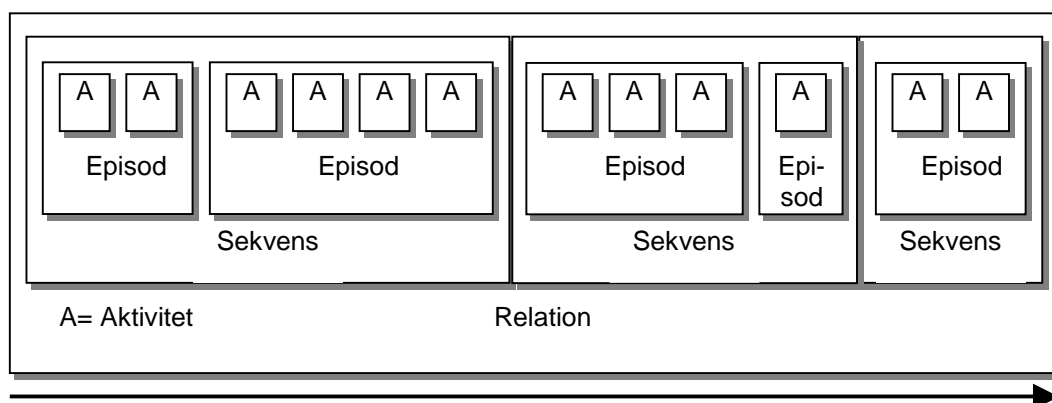 A A A A A A A A A A A A
Episod Episod Episod Epi-
sod Episod
Sekvens Sekvens Sekvens
A= Aktivitet Relation